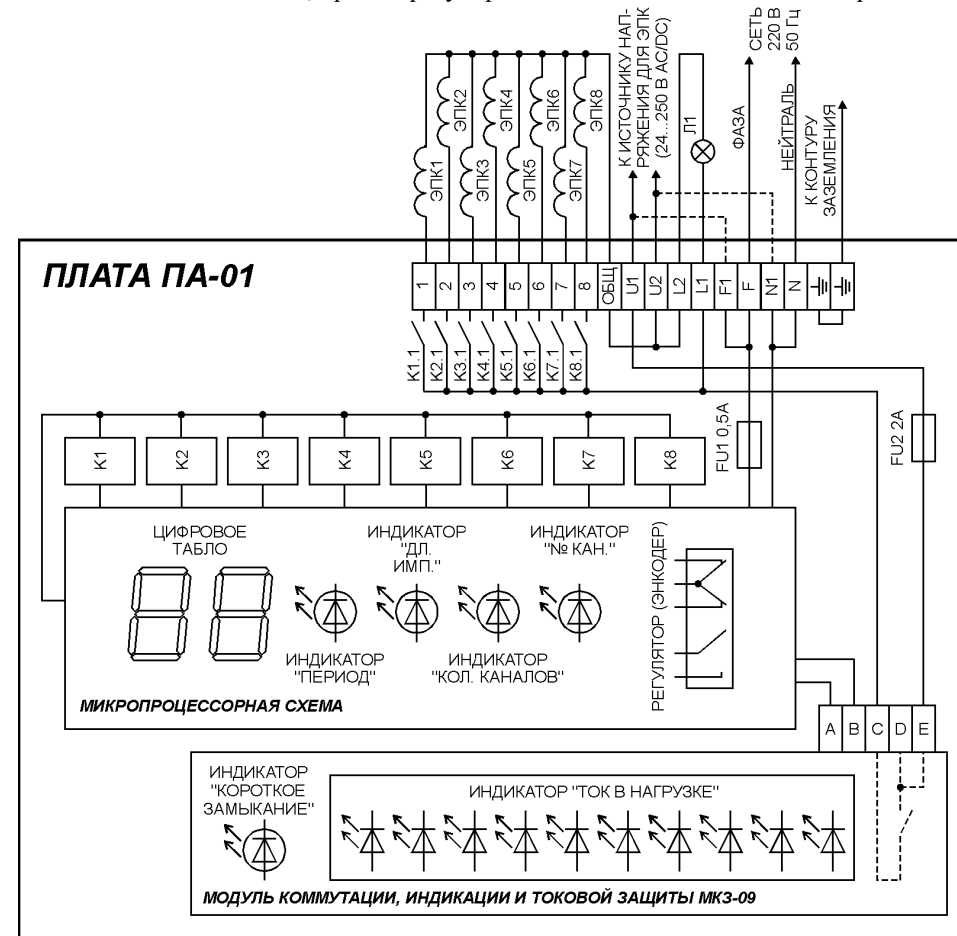 ЭПК1
ЭПК2
ЭПК3
ЭПК4
ЭПК5
ЭПК6
ЭПК7
ЭПК8
К ИСТОЧНИКУ НАП-
РЯЖЕНИЯ ДЛЯ ЭПК
(24...250 В AC/DC)
Л1
ФАЗА
СЕТЬ
220 В
50 Гц
НЕЙТРАЛЬ
К КОНТУРУ
ЗАЗЕМЛЕНИЯ
ПЛАТА ПА-01
1 2 3 4 5 6 7 8 ОБЩ U1 U2 L2 L1 F1 F N1 N
K1.1 K2.1 K3.1 K4.1 K5.1 K6.1 K7.1 K8.1
FU1 0,5A
FU2 2A
K1 K2 K3 K4 K5 K6 K7 K8
ЦИФРОВОЕ
ТАБЛО
ИНДИКАТОР
"ДЛ.
ИМП."
ИНДИКАТОР
"№ КАН."
ИНДИКАТОР
"ПЕРИОД"
ИНДИКАТОР
"КОЛ. КАНАЛОВ"
РЕГУЛЯТОР (ЭНКОДЕР)
МИКРОПРОЦЕССОРНАЯ СХЕМА
A B C D E
ИНДИКАТОР
"КОРОТКОЕ
ЗАМЫКАНИЕ"
ИНДИКАТОР "ТОК В НАГРУЗКЕ"
МОДУЛЬ КОММУТАЦИИ, ИНДИКАЦИИ И ТОКОВОЙ ЗАЩИТЫ МКЗ-09